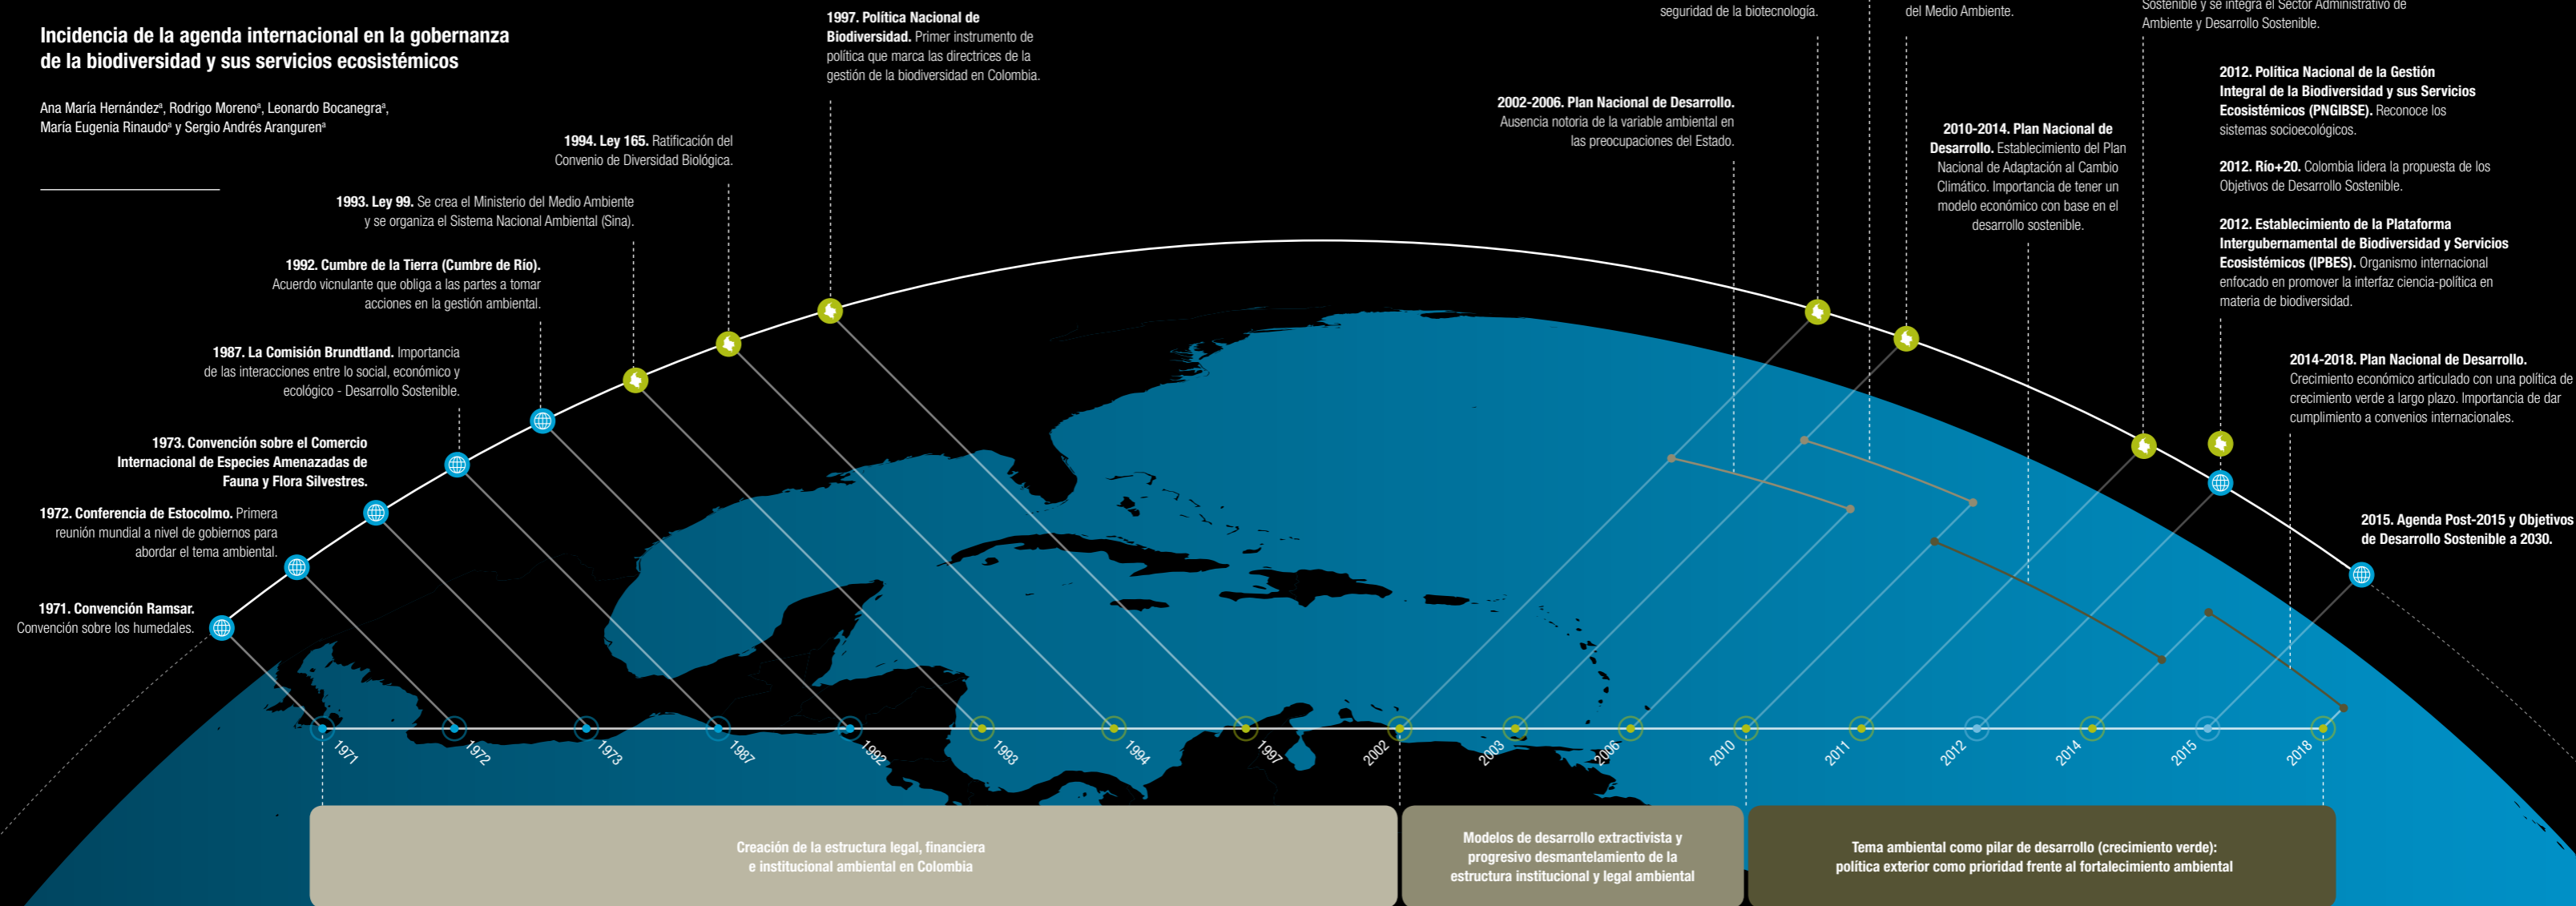 Incidencia de la agenda internacional en la gobernanza
de la biodiversidad y sus servicios ecosistémicos
Ana María Hernándezª, Rodrigo Morenoª, Leonardo Bocanegraª,
María Eugenia Rinaudoª y Sergio Andrés Arangurenª
1971. Convención Ramsar.
Convención sobre los humedales.
1972. Conferencia de Estocolmo. Primera
reunión mundial a nivel de gobiernos para
abordar el tema ambiental.
1973. Convención sobre el Comercio
Internacional de Especies Amenazadas de
Fauna y Flora Silvestres.
1987. La Comisión Brundtland. Importancia
de las interacciones entre lo social, económico y
ecológico - Desarrollo Sostenible.
1992. Cumbre de la Tierra (Cumbre de Río).
Acuerdo vicnulante que obliga a las partes a tomar
acciones en la gestión ambiental.
1993. Ley 99. Se crea el Ministerio del Medio Ambiente
y se organiza el Sistema Nacional Ambiental (Sina).
1994. Ley 165. Ratificación del
Convenio de Diversidad Biológica.
1997. Política Nacional de
Biodiversidad. Primer instrumento de
política que marca las directrices de la
gestión de la biodiversidad en Colombia.
2002-2006. Plan Nacional de Desarrollo.
Ausencia notoria de la variable ambiental en
las preocupaciones del Estado.
seguridad de la biotecnología.
del Medio Ambiente.
2010-2014. Plan Nacional de
Desarrollo. Establecimiento del Plan
Nacional de Adaptación al Cambio
Climático. Importancia de tener un
modelo económico con base en el
desarrollo sostenible.
Sostenible y se integra el Sector Administrativo de
Ambiente y Desarrollo Sostenible.
2012. Política Nacional de la Gestión
Integral de la Biodiversidad y sus Servicios
Ecosistémicos (PNGIBSE). Reconoce los
sistemas socioecológicos.
2012. Río+20. Colombia lidera la propuesta de los
Objetivos de Desarrollo Sostenible.
2012. Establecimiento de la Plataforma
Intergubernamental de Biodiversidad y Servicios
Ecosistémicos (IPBES). Organismo internacional
enfocado en promover la interfaz ciencia-política en
materia de biodiversidad.
2014-2018. Plan Nacional de Desarrollo.
Crecimiento económico articulado con una política de
crecimiento verde a largo plazo. Importancia de dar
cumplimiento a convenios internacionales.
2015. Agenda Post-2015 y Objetivos
de Desarrollo Sostenible a 2030.
1971
1972
1973
1987
1992
1993
1994
1997
2002
2003
2006
2010
2011
2012
2014
2015
2018
Creación de la estructura legal, financiera
e institucional ambiental en Colombia
Modelos de desarrollo extractivista y
progresivo desmantelamiento de la
estructura institucional y legal ambiental
Tema ambiental como pilar de desarrollo (crecimiento verde):
política exterior como prioridad frente al fortalecimiento ambiental